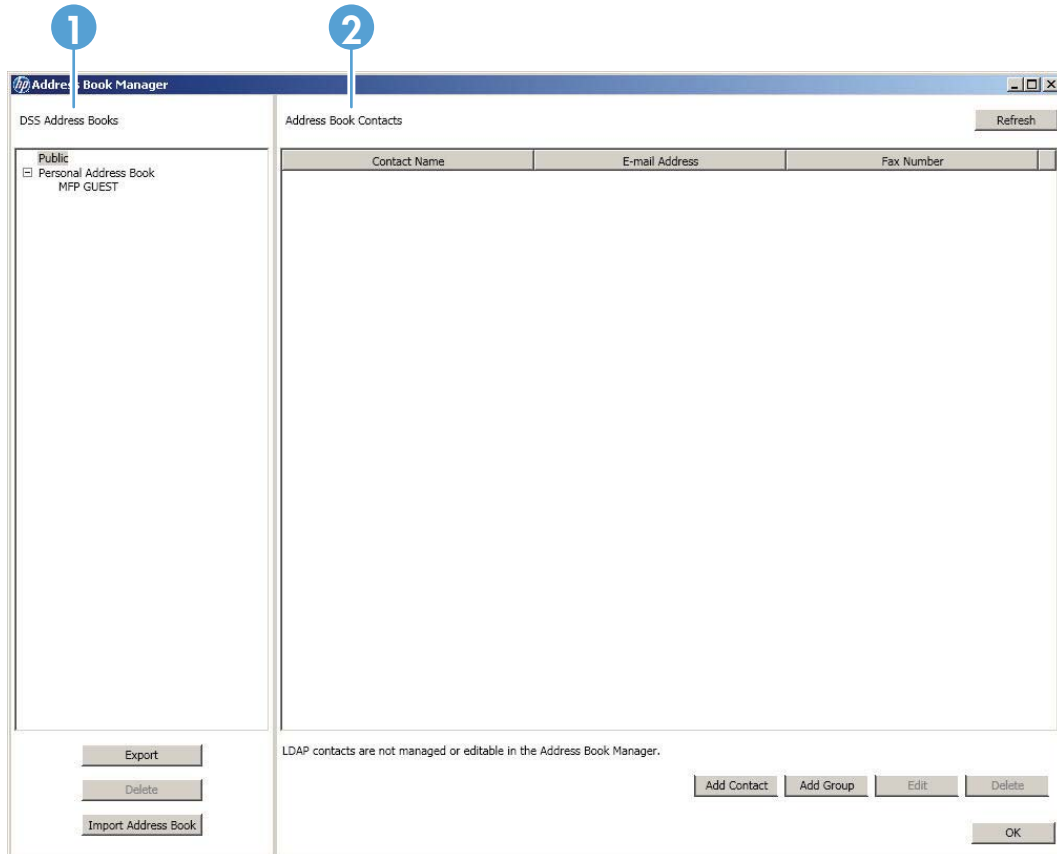 1
2
hp Address Book Manager
DSS Address Books
Public
Personal Address Book
MFP GUEST
Export
Delete
Import Address Book
Address Book Contacts
Refresh
Contact Name E-mail Address Fax Number
LDAP contacts are not managed or editable in the Address Book Manager.
Add Contact Add Group Edit Delete
OK